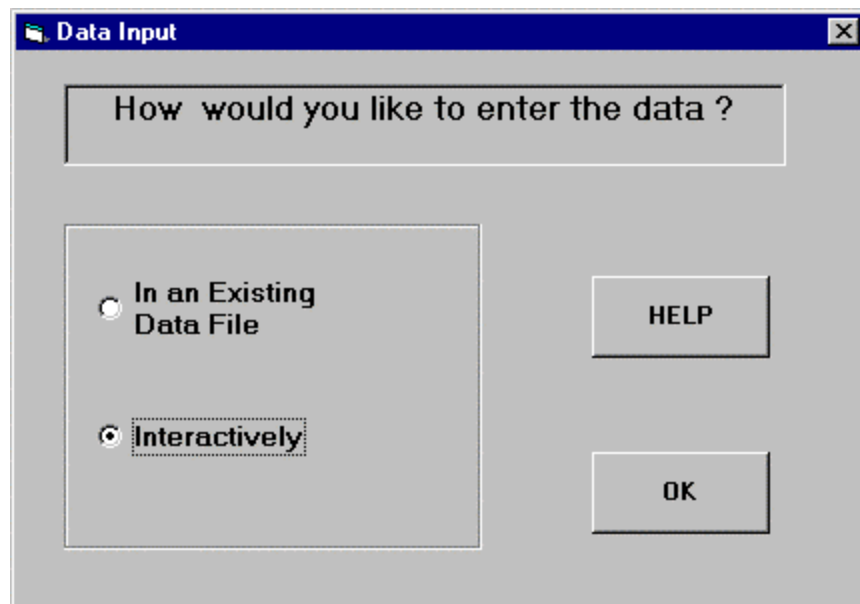 Data Input
How would you like to enter the data ?
In an Existing
Data File
Interactively
HELP
OK